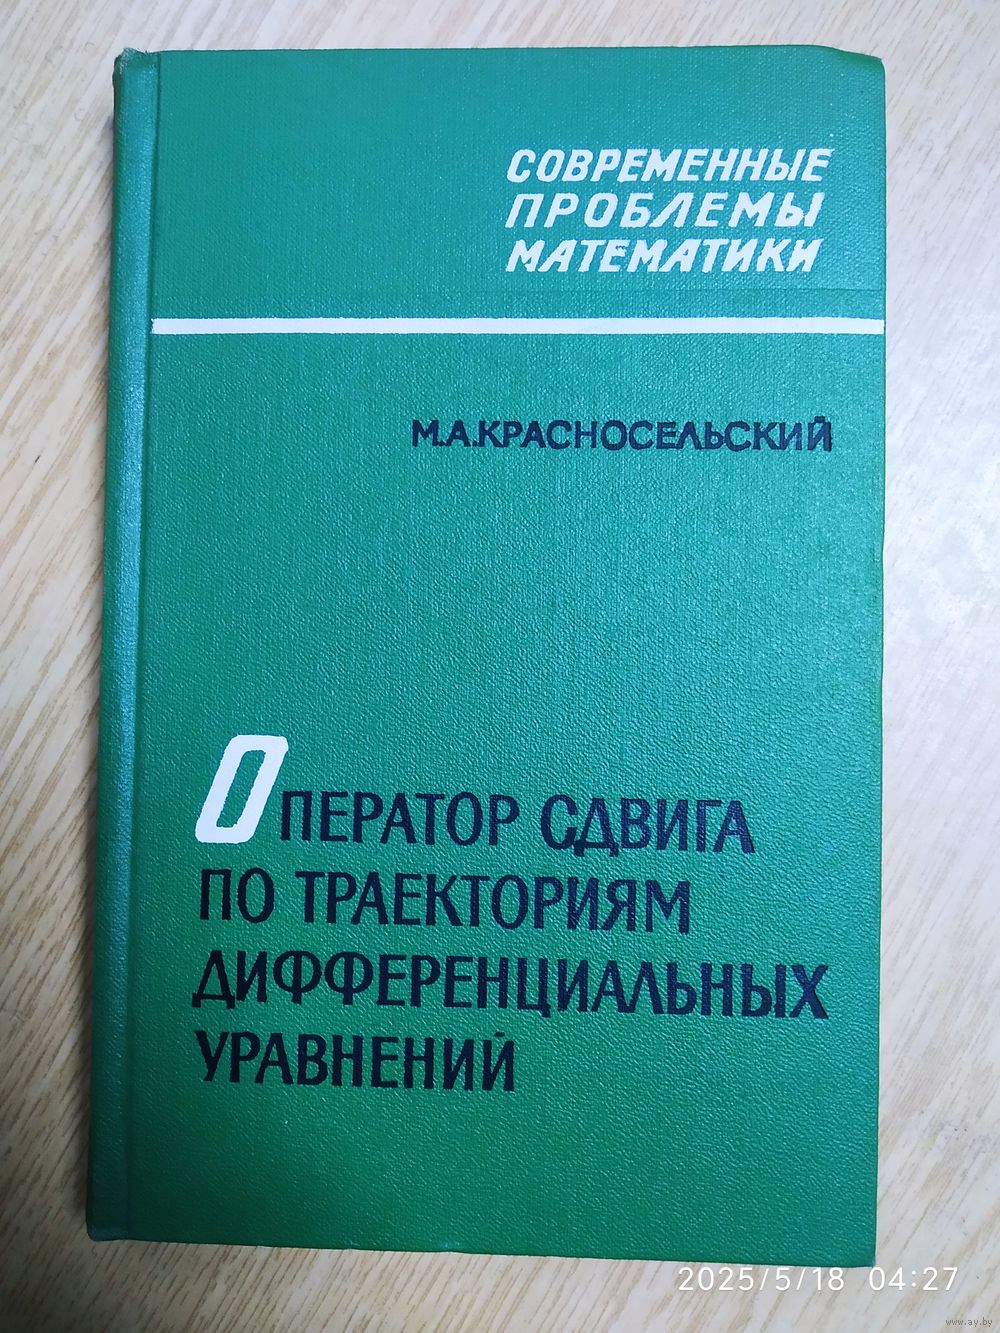 СОВРЕМЕННЫЕ
ПРОБЛЕМЫ
МАТЕМАТИКИ
М.А.КРАСНОСЕЛЬСКИЙ
ОПЕРАТОР СДВИГА
ПО ТРАЕКТОРИЯМ
ДИФФЕРЕНЦИАЛЬНЫХ
УРАВНЕНИЙ
2025/5/18 04:27
www.ay.by